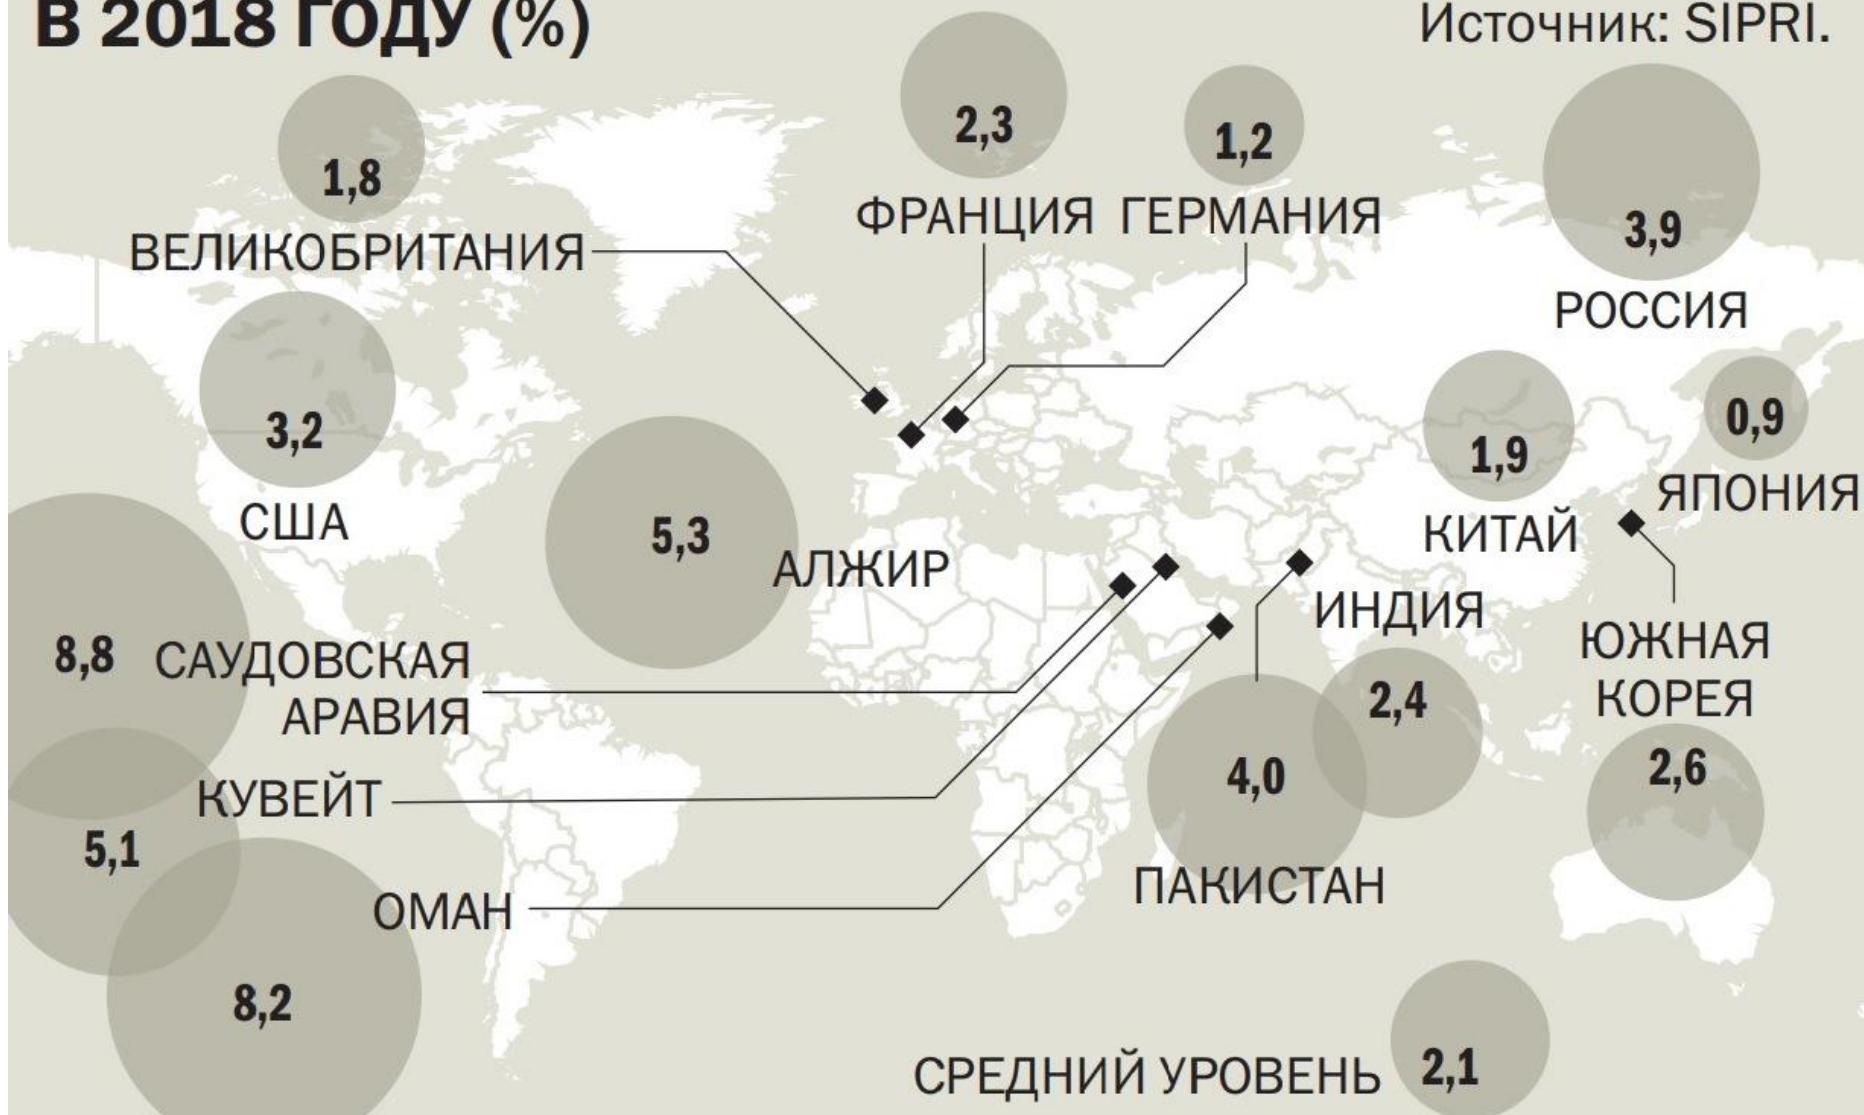 В 2018 ГОДУ (%)
Источник: SIPRI.
1,8
ВЕЛИКОБРИТАНИЯ
2,3
ФРАНЦИЯ
1,2
ГЕРМАНИЯ
3,9
РОССИЯ
3,2
США
5,3
АЛЖИР
1,9
КИТАЙ
0,9
ЯПОНИЯ
8,8
САУДОВСКАЯ
АРАВИЯ
5,1
КУВЕЙТ
8,2
ОМАН
ИНДИЯ
2,4
4,0
ПАКИСТАН
ЮЖНАЯ
КОРЕЯ
2,6
СРЕДНИЙ УРОВЕНЬ
2,1